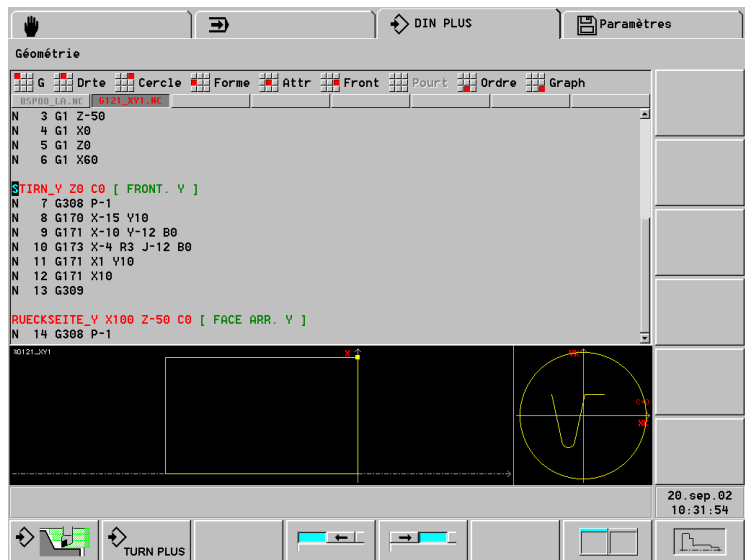 DIN PLUS
Paramètres
Géométrie
G Drte Cercle Forme Attr Front Pourt Ordre Graph
BSP00_LA.NC G121_XY1.NC
N 3 G1 Z-50
N 4 G1 X0
N 5 G1 Z0
N 6 G1 X60
STIRN_Y Z0 C0 [ FRONT. Y ]
N 7 G308 P-1
N 8 G170 X-15 Y10
N 9 G171 X-10 Y-12 B0
N 10 G173 X-4 R3 J-12 B0
N 11 G171 X1 Y10
N 12 G171 X10
N 13 G309
RUECKSEITE_Y X100 Z-50 C0 [ FACE ARR. Y ]
N 14 G308 P-1
%G121_XY1
X
YK
XK
20.sep.02
10:31:54
TURN PLUS